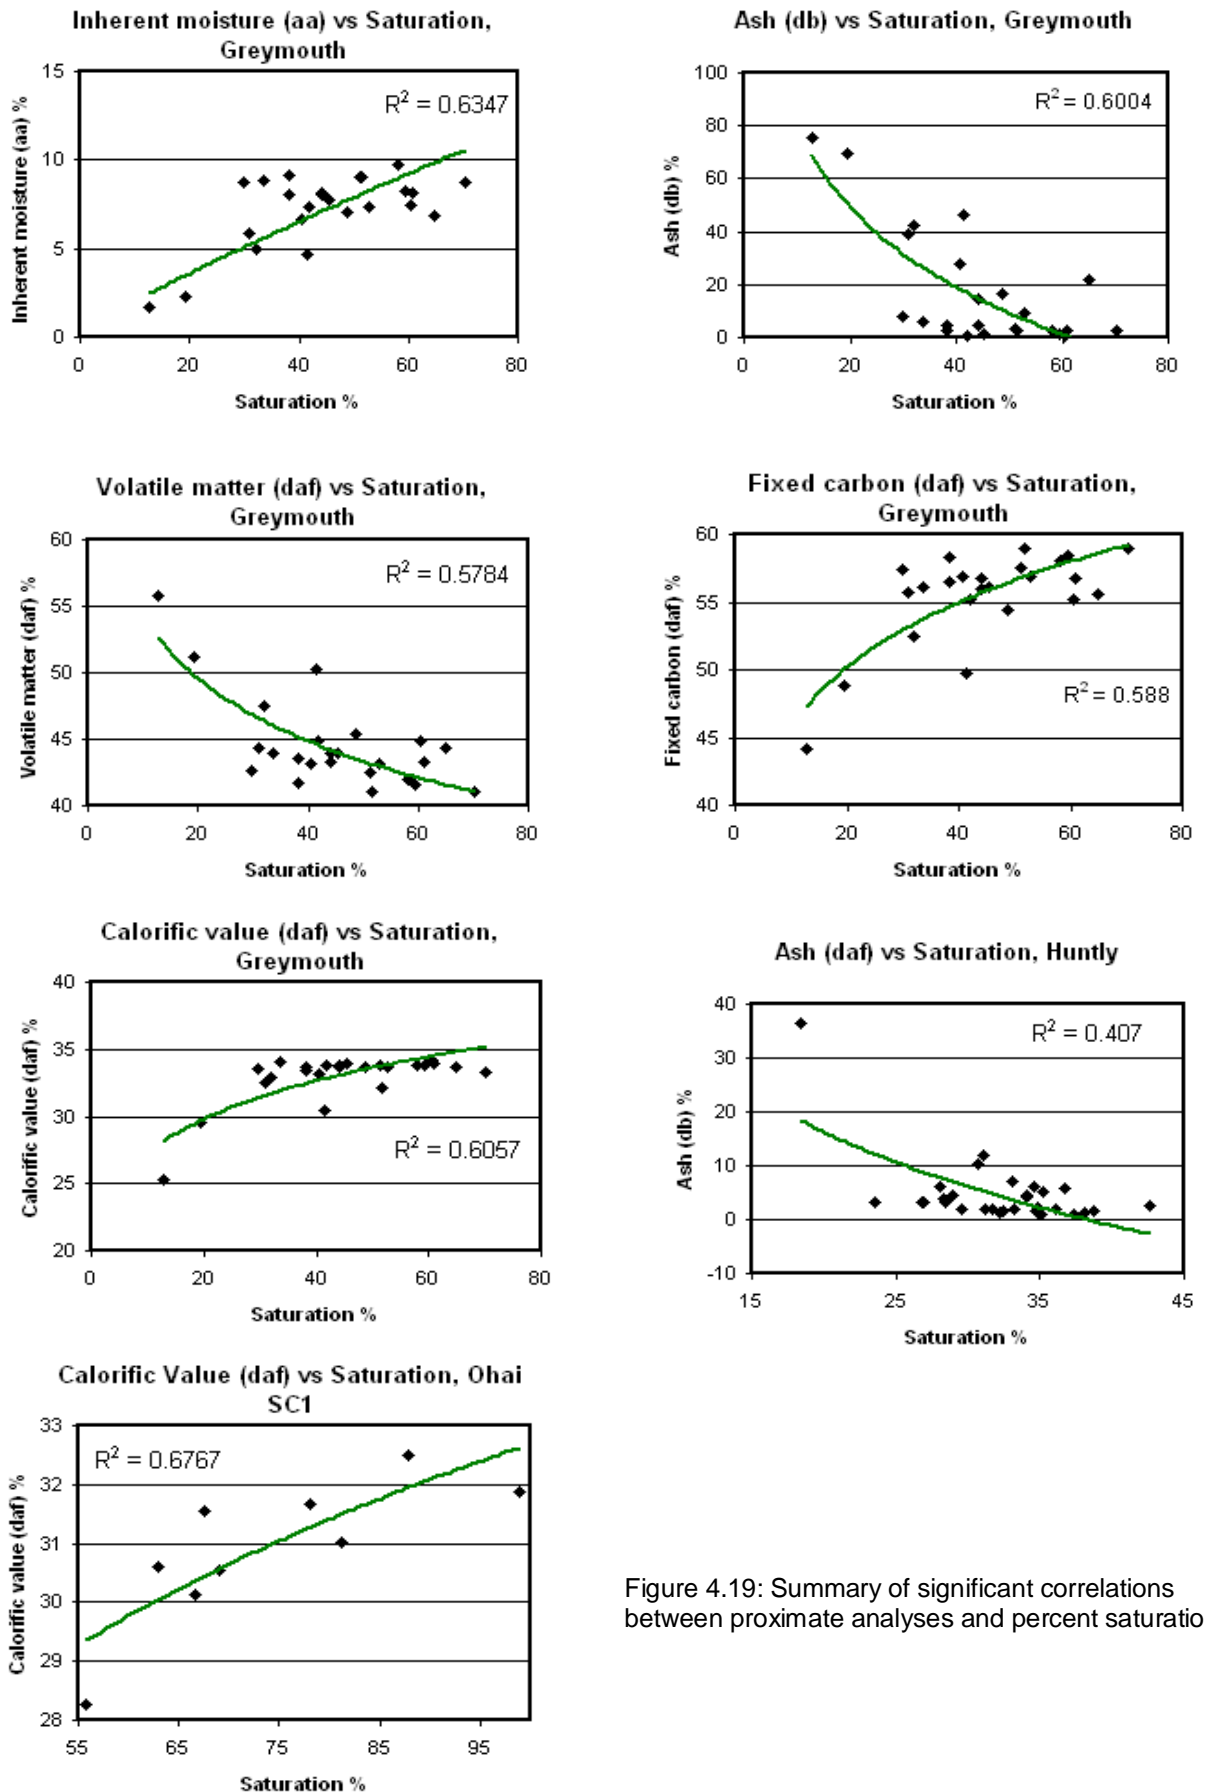 Inherent moisture (aa) vs Saturation,
Greymouth
15
10
5
0
0 20 40 60 80
Inherent moisture (aa) %
Saturation %
R² = 0.6347
Ash (db) vs Saturation, Greymouth
100
80
60
40
20
0
0 20 40 60 80
Ash (db) %
Saturation %
R² = 0.6004
Volatile matter (daf) vs Saturation,
Greymouth
60
55
50
45
40
0 20 40 60 80
Volatile matter (daf) %
Saturation %
R² = 0.5784
Fixed carbon (daf) vs Saturation,
Greymouth
60
55
50
45
40
0 20 40 60 80
Fixed carbon (daf) %
Saturation %
R² = 0.588
Calorific value (daf) vs Saturation,
Greymouth
40
35
30
25
20
0 20 40 60 80
Calorific value (daf) %
Saturation %
R² = 0.6057
Ash (daf) vs Saturation, Huntly
40
30
20
10
0
-10
15 25 35 45
Ash (db) %
Saturation %
R² = 0.407
Calorific Value (daf) vs Saturation, Ohai
SC1
33
32
31
30
29
28
55 65 75 85 95
Calorific value (daf) %
Saturation %
R² = 0.6767
Figure 4.19: Summary of significant correlations
between proximate analyses and percent saturatio